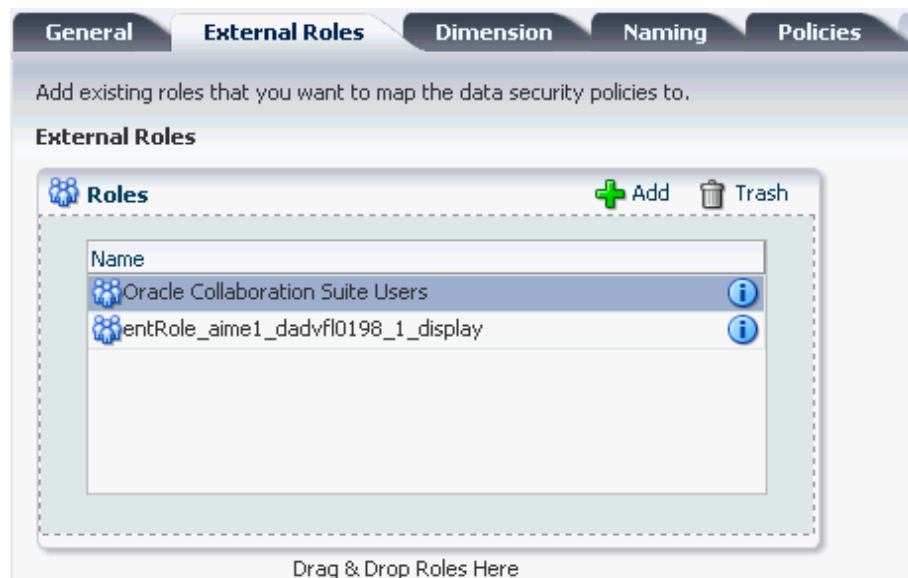 General External Roles Dimension Naming Policies
Add existing roles that you want to map the data security policies to.
External Roles
Roles Add Trash
Name
Oracle Collaboration Suite Users
entRole_aime1_dadvfl0198_1_display
Drag & Drop Roles Here